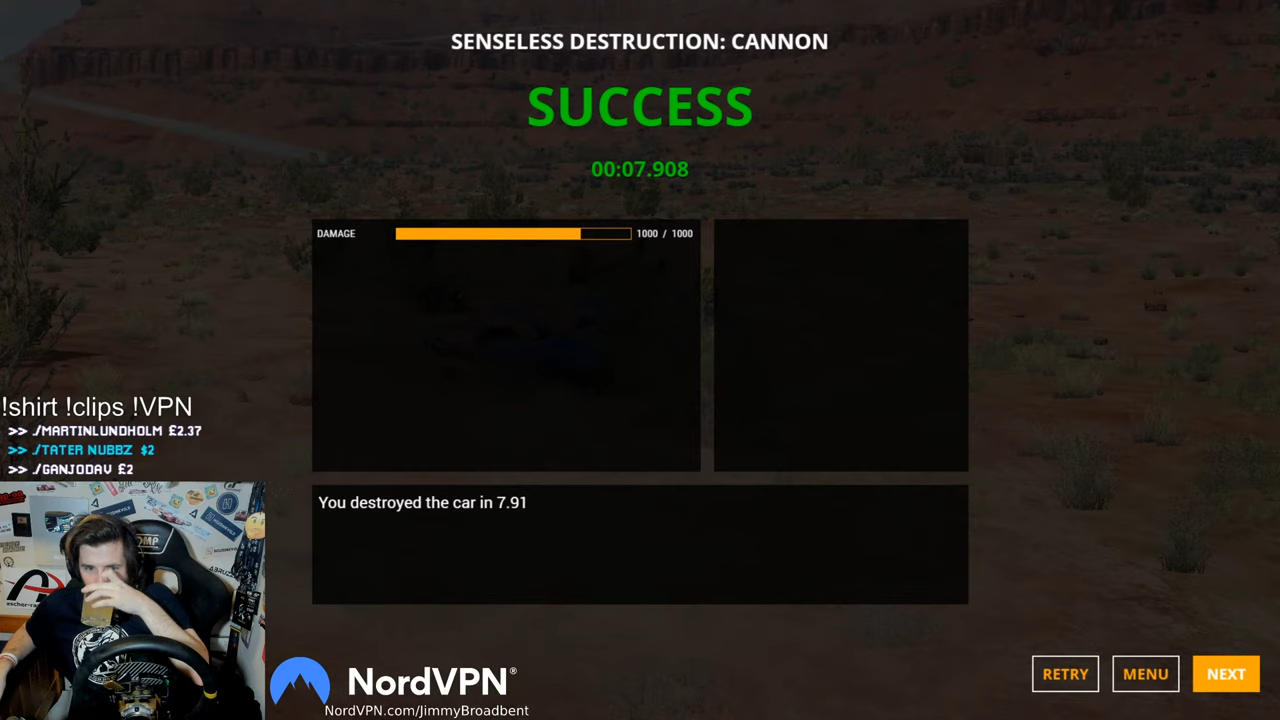 SENSELESS DESTRUCTION: CANNON
SUCCESS
00:07.908
DAMAGE 1000 / 1000
You destroyed the car in 7.91
!shirt !clips !VPN
>> ./MARTINLUNDHOLM £2.37
>> ./TATER NUBBZ $2
>> ./GANJODAV £2
OMP
NordVPN®
NordVPN.com/JimmyBroadbent
RETRY MENU NEXT